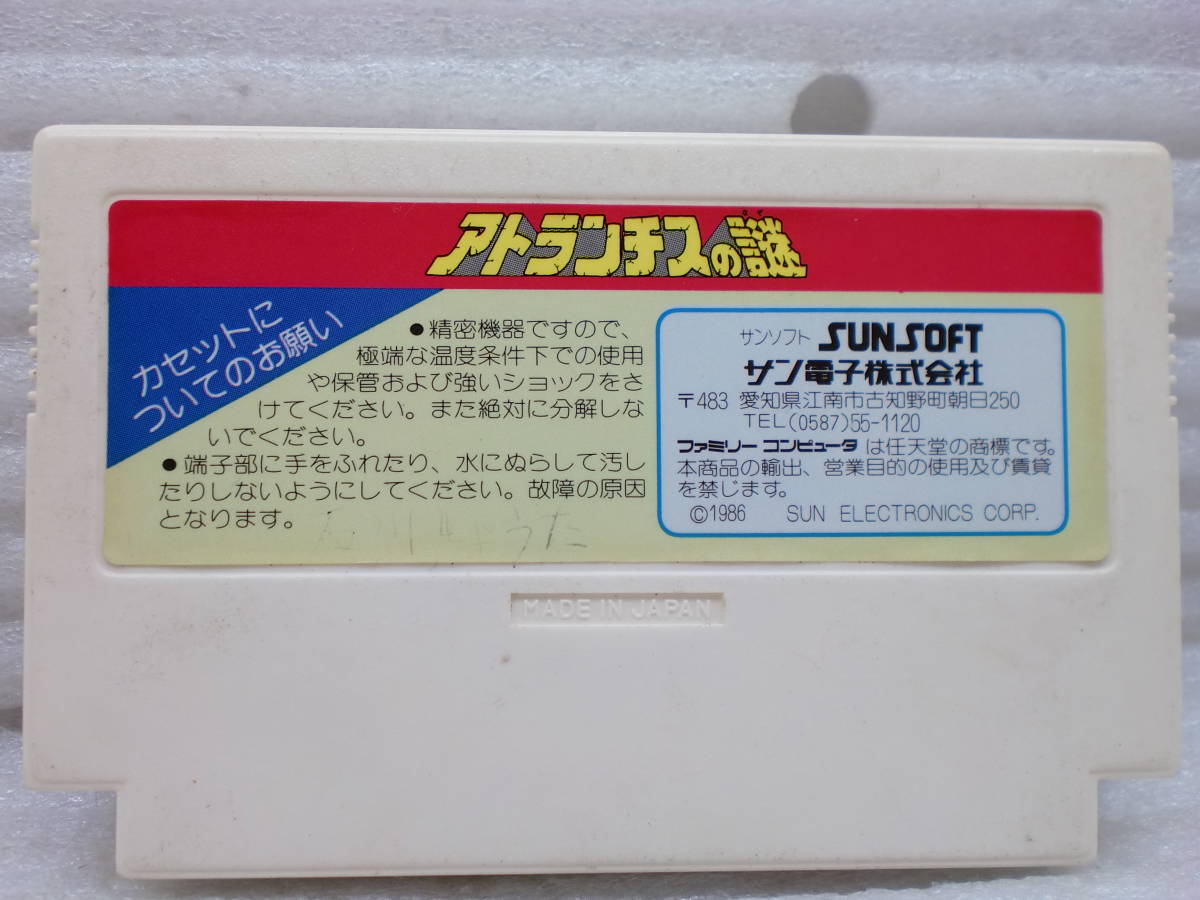 アトランチスの謎
ナゾ
カセットに
ついてのお願い
●精密機器ですので、
極端な温度条件下での使用
や保管および強いショックをさ
けてください。また絶対に分解しな
いでください。
●端子部に手をふれたり、水にぬらして汚し
たりしないようにしてください。故障の原因
となります。
サンソフト SUNSOFT
サン電子株式会社
〒483 愛知県江南市古知野町朝日250
TEL(0587)55-1120
ファミリーコンピュータ は任天堂の商標です。
本商品の輸出、営業目的の使用及び賃貸
を禁じます。
©1986 SUN ELECTRONICS CORP.
MADE IN JAPAN